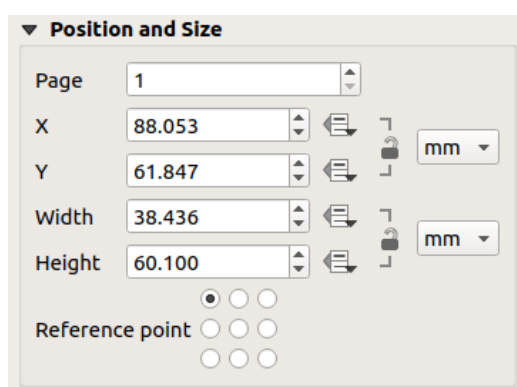 Position and Size
Page 1
X 88.053
mm
Y 61.847
Width 38.436
mm
Height 60.100
Reference point